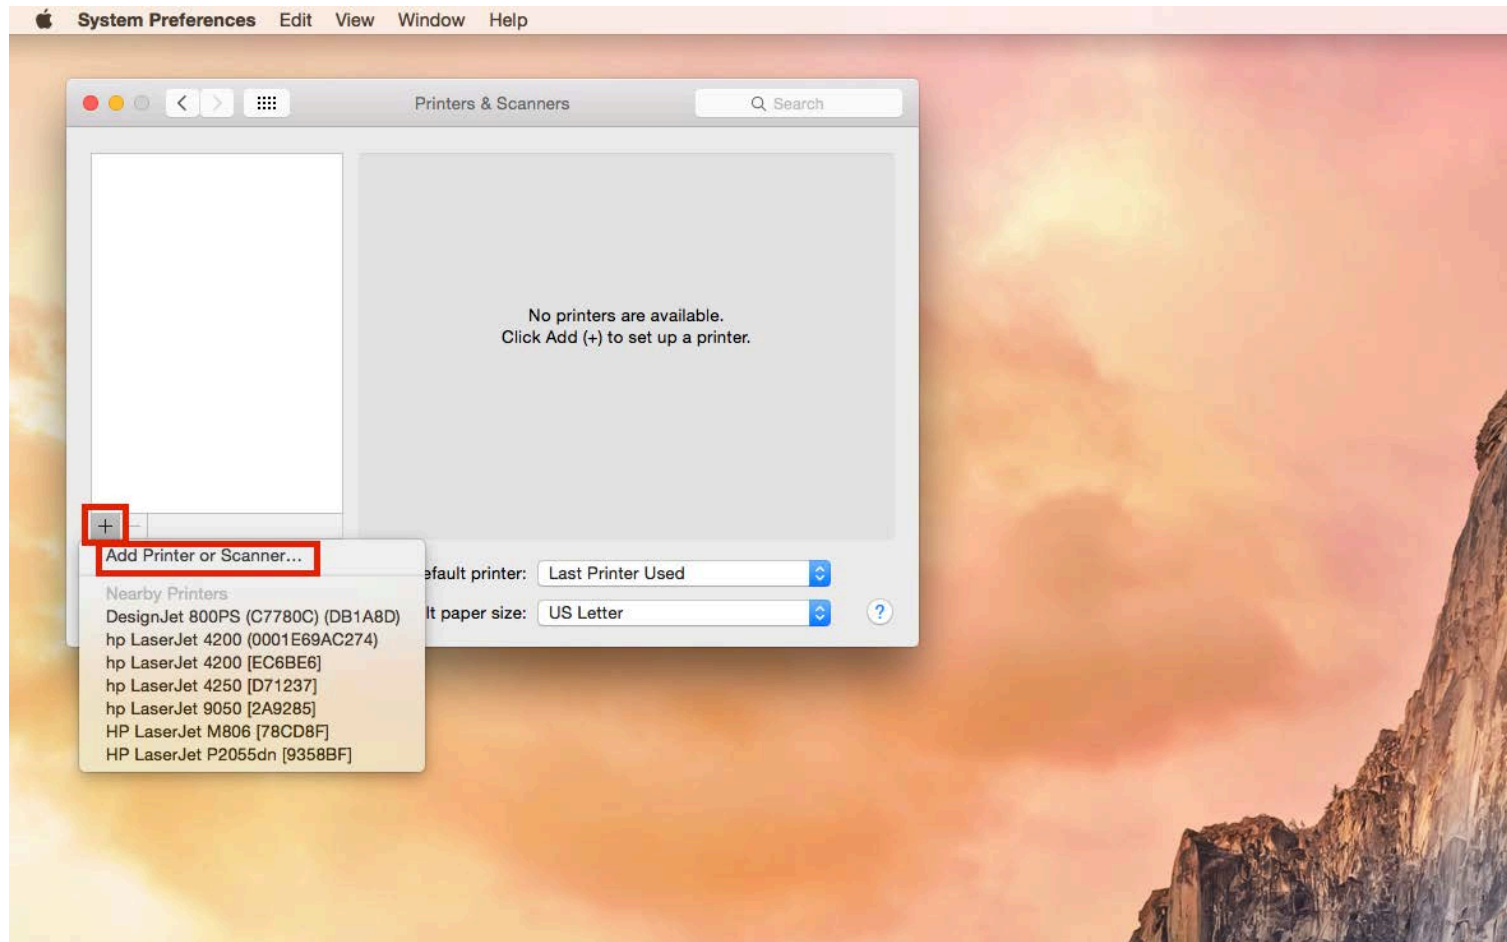 System Preferences Edit View Window Help
Printers & Scanners
Search
No printers are available.
Click Add (+) to set up a printer.
Add Printer or Scanner...
Nearby Printers
DesignJet 800PS (C7780C) (DB1A8D)
hp LaserJet 4200 (0001E69AC274)
hp LaserJet 4200 [EC6BE6]
hp LaserJet 4250 [D71237]
hp LaserJet 9050 [2A9285]
HP LaserJet M806 [78CD8F]
HP LaserJet P2055dn [9358BF]
efault printer: Last Printer Used
lt paper size: US Letter
?